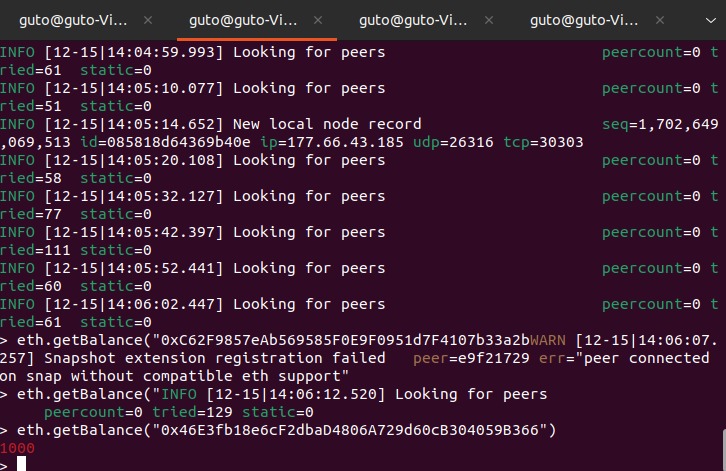 guto@guto-Vi... × guto@guto-Vi... × guto@guto-Vi... × guto@guto-Vi... ×
INFO [12-15|14:04:59.993] Looking for peers peercount=0 t
ried=61 static=0
INFO [12-15|14:05:10.077] Looking for peers peercount=0 t
ried=51 static=0
INFO [12-15|14:05:14.652] New local node record seq=1,702,649
,069,513 id=085818d64369b40e ip=177.66.43.185 udp=26316 tcp=30303
INFO [12-15|14:05:20.108] Looking for peers peercount=0 t
ried=58 static=0
INFO [12-15|14:05:32.127] Looking for peers peercount=0 t
ried=77 static=0
INFO [12-15|14:05:42.397] Looking for peers peercount=0 t
ried=111 static=0
INFO [12-15|14:05:52.441] Looking for peers peercount=0 t
ried=60 static=0
INFO [12-15|14:06:02.447] Looking for peers peercount=0 t
ried=61 static=0
> eth.getBalance("0xC62F9857eAb569585F0E9F0951d7F4107b33a2bWARN [12-15|14:06:07.
257] Snapshot extension registration failed peer=e9f21729 err="peer connected
on snap without compatible eth support"
> eth.getBalance("INFO [12-15|14:06:12.520] Looking for peers
peercount=0 tried=129 static=0
> eth.getBalance("0x46E3fb18e6cF2dbaD4806A729d60cB304059B366")
1000
>